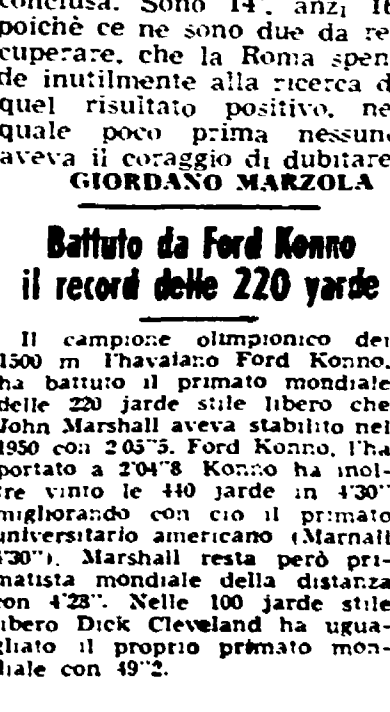 conclusa. Sono 14, anzi 16
poichè ce ne sono due da re
cuperare, che la Roma spen
de inutilmente alla ricerca d
quel risultato positivo, ne
quale poco prima nessun
aveva il coraggio di dubitare
GIORDANO MARZOLA
Battuto da Ford Konno
il record delle 220 yarde
Il campione olimpionico dei
1500 m l'havaiano Ford Konno,
ha battuto il primato mondiale
delle 220 jarde stile libero che
John Marshall aveva stabilito nel
1950 con 2'05"5. Ford Konno, l'ha
portato a 2'04"8 Konno ha inol-
tre vinto le 440 jarde in 4'30"
migliorando con ciò il primato
universitario americano (Marnall
4'30"). Marshall resta però pri-
matista mondiale della distanza
con 4'28". Nelle 100 jarde stile
libero Dick Cleveland ha ugua-
gliato il proprio primato mon-
diale con 49"2.